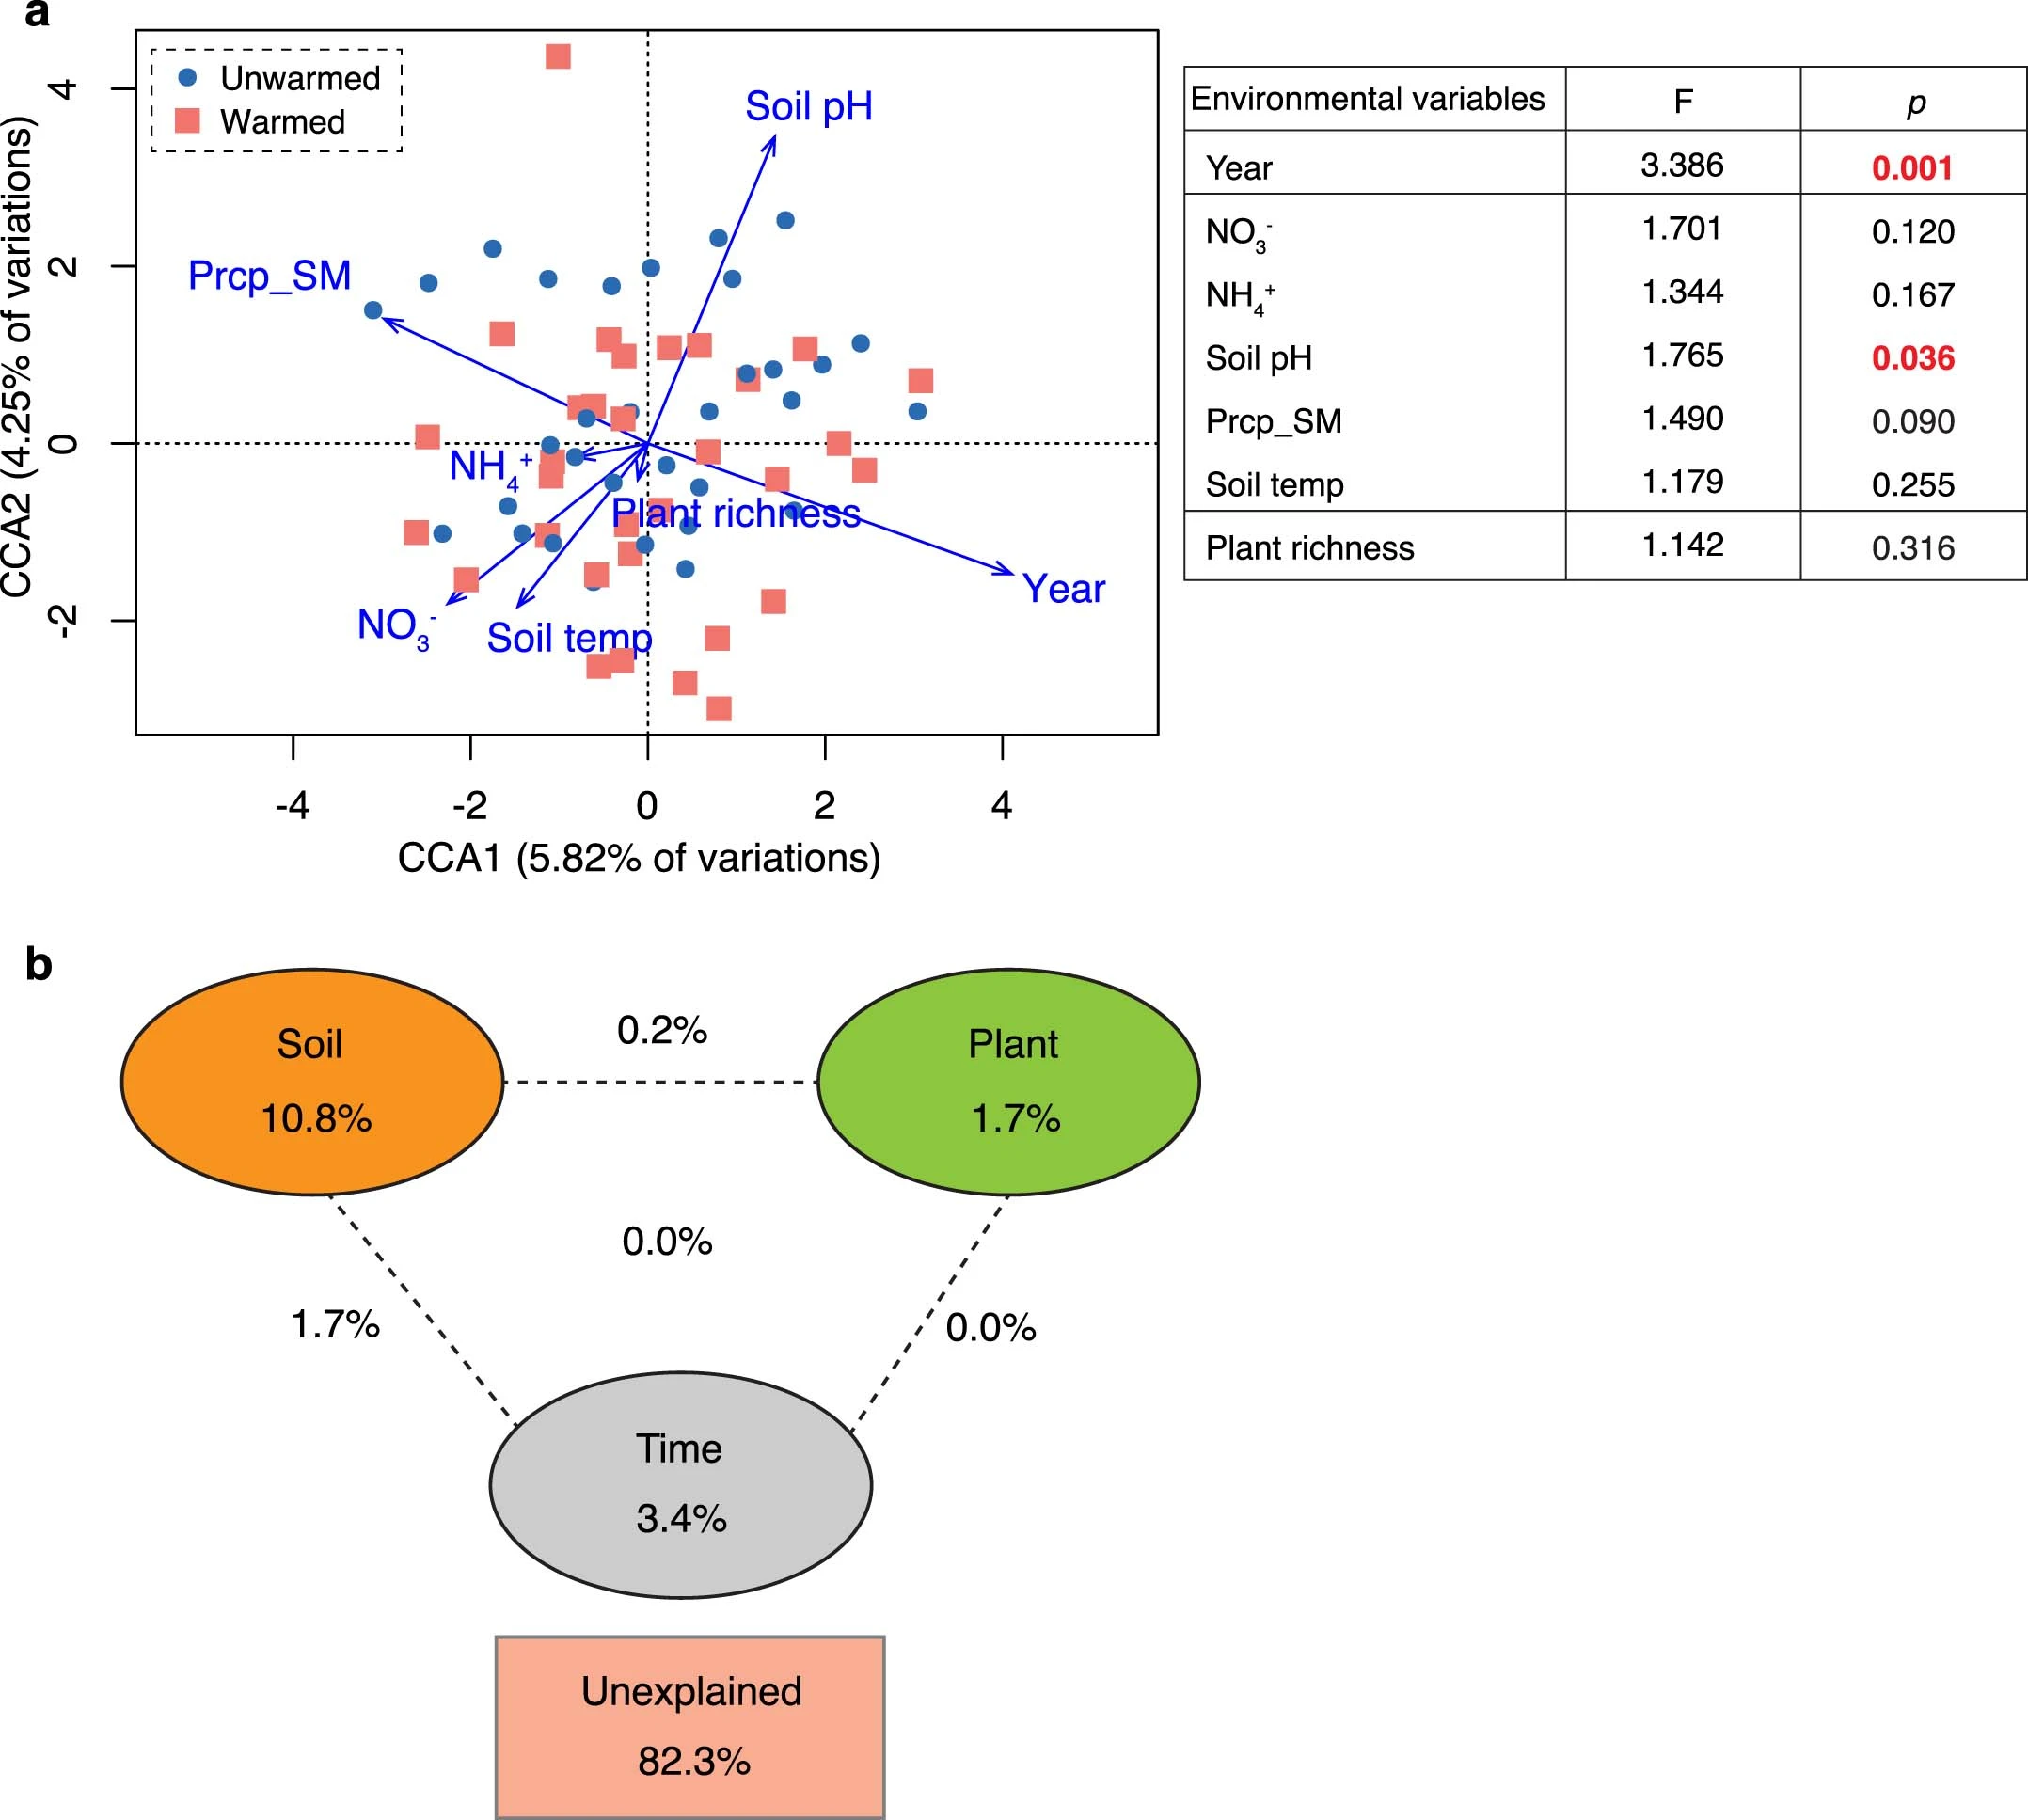 a
Unwarmed
Warmed
Soil pH
Prcp_SM
NH4+
Plant richness
Year
NO3-
Soil temp
4
2
0
-2
CCA2 (4.25% of variations)
-4 -2 0 2 4
CCA1 (5.82% of variations)
Environmental variables F p
Year 3.386 0.001
NO3- 1.701 0.120
NH4+ 1.344 0.167
Soil pH 1.765 0.036
Prcp_SM 1.490 0.090
Soil temp 1.179 0.255
Plant richness 1.142 0.316
b
Soil
10.8%
0.2%
Plant
1.7%
0.0%
1.7%
0.0%
Time
3.4%
Unexplained
82.3%